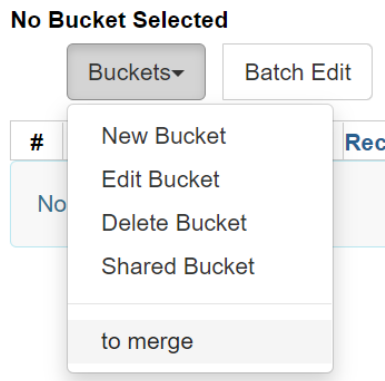 No Bucket Selected
Buckets Batch Edit
# Rec
New Bucket
No
Edit Bucket
Delete Bucket
Shared Bucket
to merge